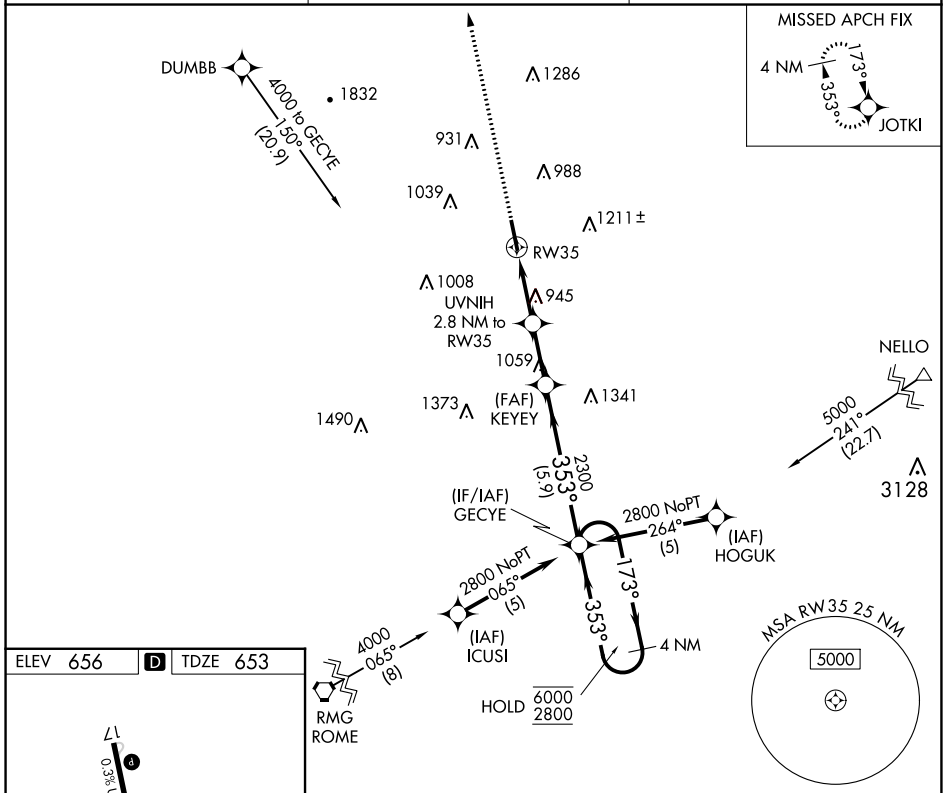 MISSED APCH FIX
4 NM
173°
353°
JOTKI
DUMBB
4000 to GECYE
150°
(20.9)
1832
1286
931
988
1039
1211±
RW35
1008
945
UVNIH
2.8 NM to
RW35
1059
(FAF)
KEYEY
1341
1373
1490
NELLO
5000
241°
(22.7)
3128
2300
353°
(5.9)
(IF/IAF)
GECYE
2800 NoPT
264°
(5)
(IAF)
HOGUK
2800 NoPT
065°
(5)
(IAF)
ICUSI
173°
353°
4 NM
HOLD
6000
2800
4000
065°
(8)
RMG
ROME
MSA RW35 25 NM
5000
ELEV 656
D
TDZE 653
17
P
0.3%